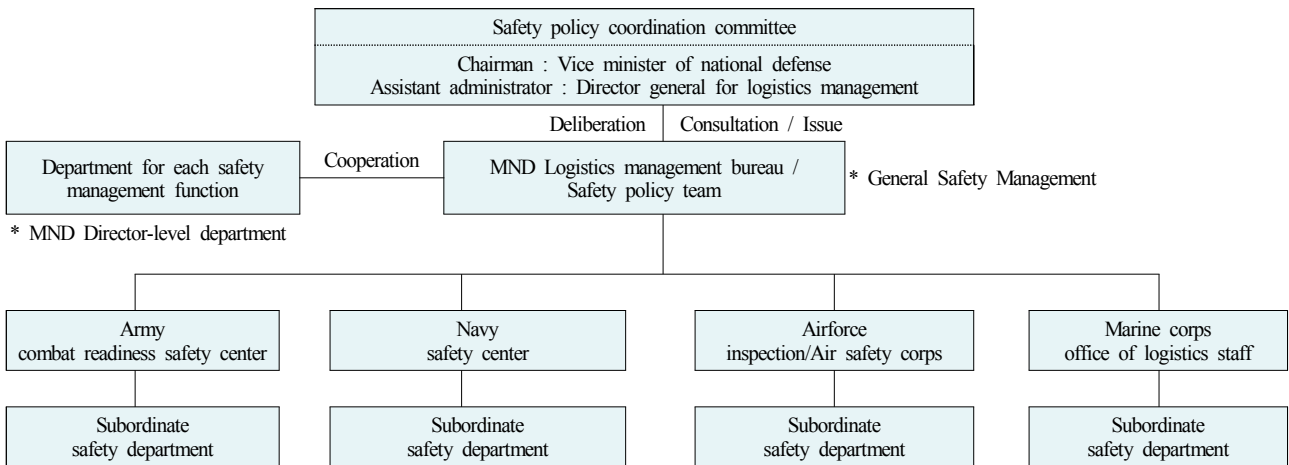 Safety policy coordination committee
Chairman : Vice minister of national defense
Assistant administrator : Director general for logistics management
Deliberation
Consultation / Issue
Department for each safety
management function
Cooperation
MND Logistics management bureau /
Safety policy team
* General Safety Management
* MND Director-level department
Army
combat readiness safety center
Navy
safety center
Airforce
inspection/Air safety corps
Marine corps
office of logistics staff
Subordinate
safety department
Subordinate
safety department
Subordinate
safety department
Subordinate
safety department